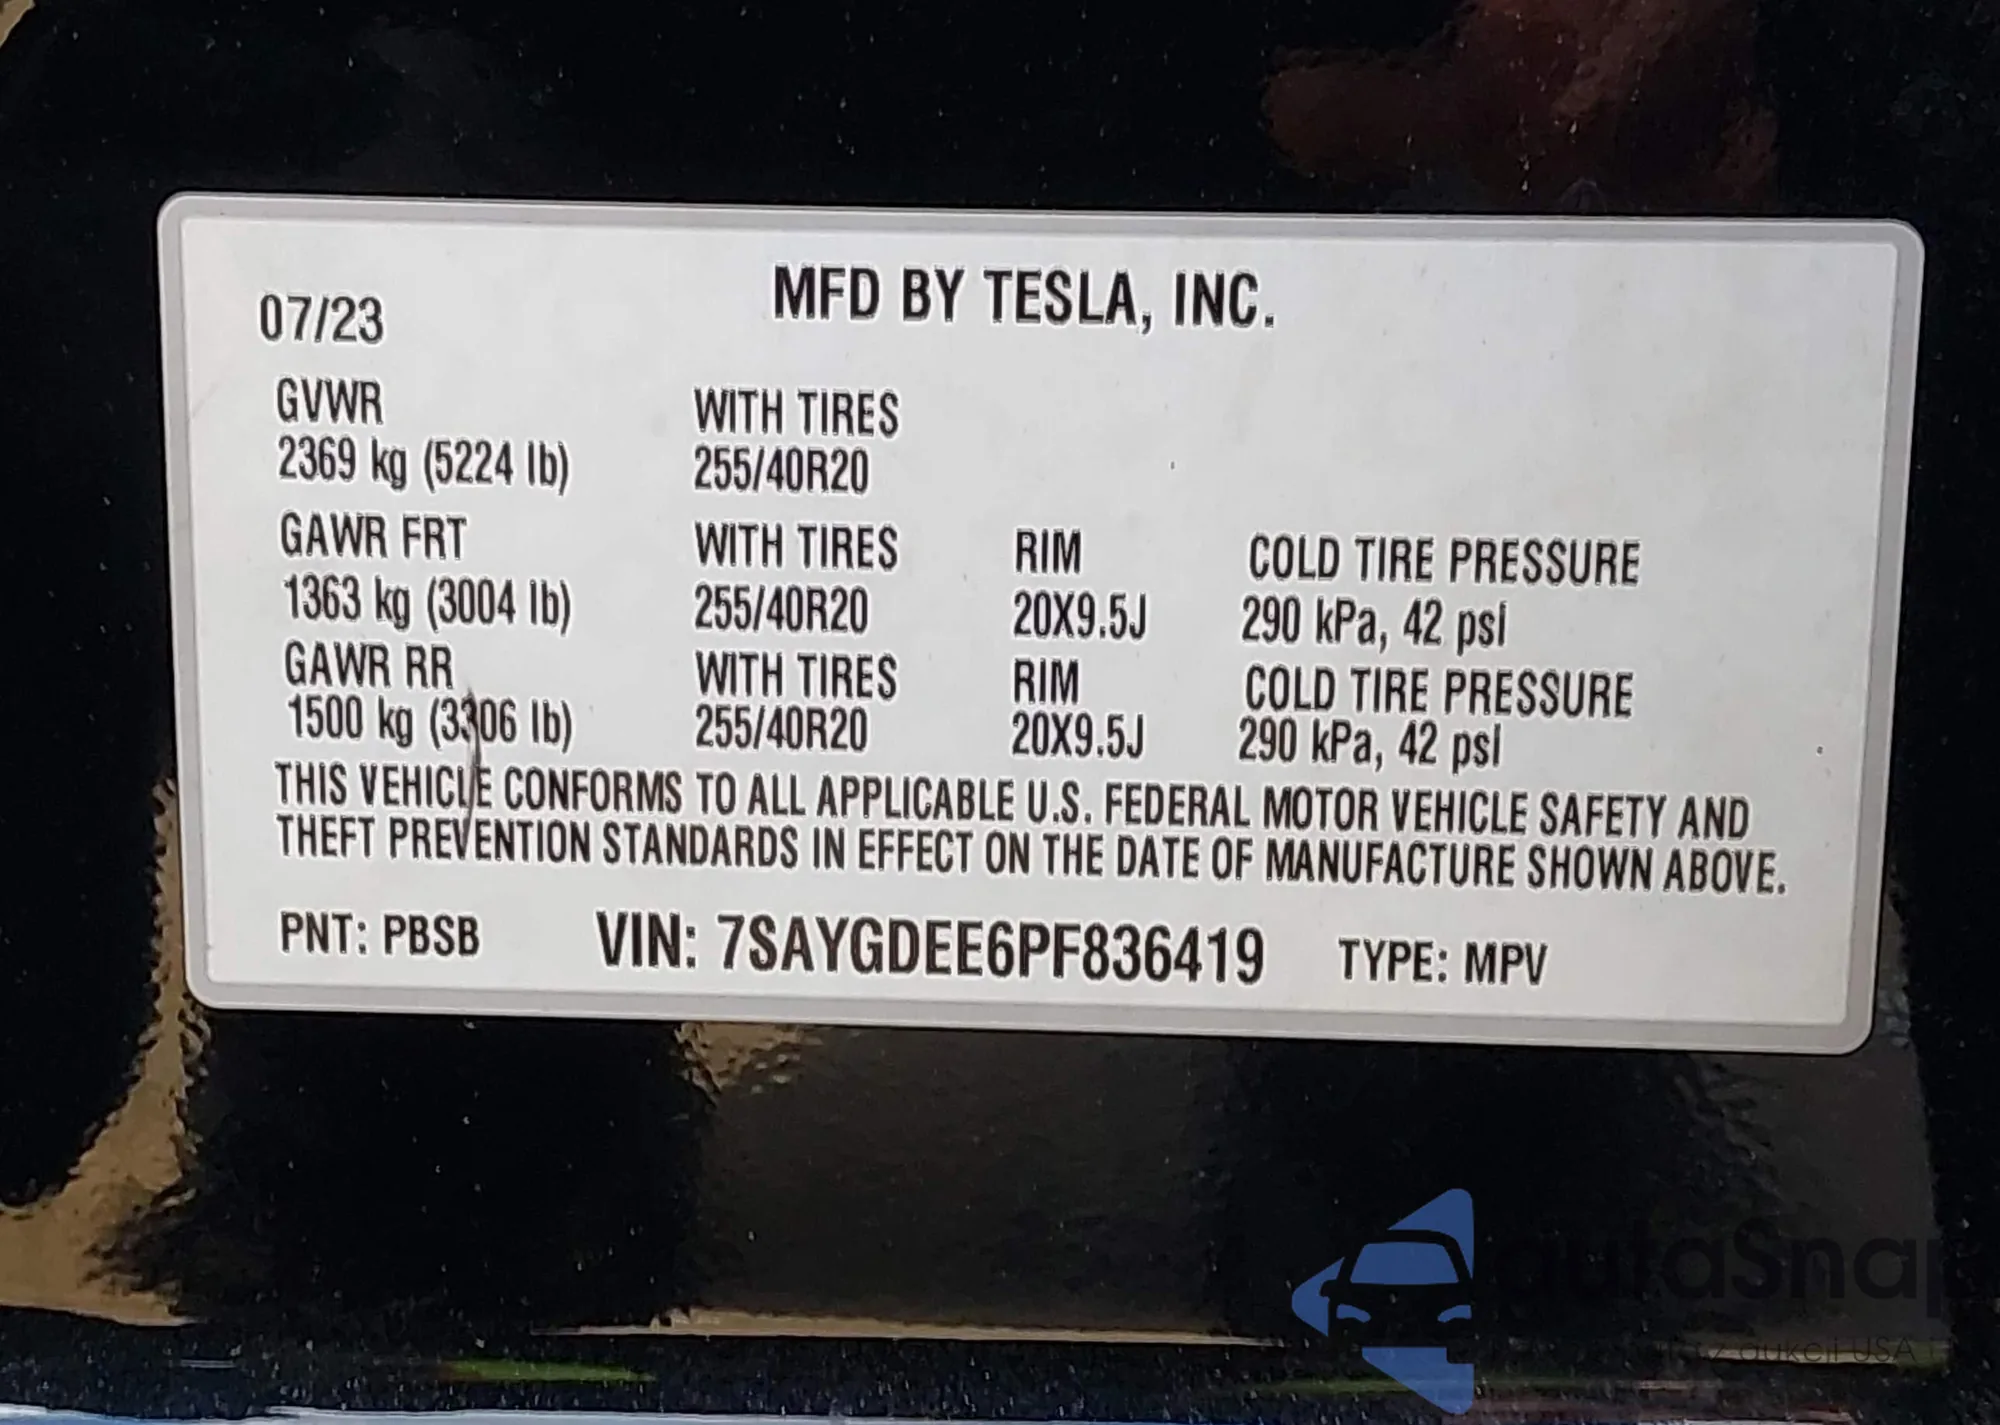 MFD BY TESLA, INC.
07/23
GVWR WITH TIRES
2369 kg (5224 lb) 255/40R20
GAWR FRT WITH TIRES RIM COLD TIRE PRESSURE
1363 kg (3004 lb) 255/40R20 20X9.5J 290 kPa, 42 psi
GAWR RR WITH TIRES RIM COLD TIRE PRESSURE
1500 kg (3306 lb) 255/40R20 20X9.5J 290 kPa, 42 psi
THIS VEHICLE CONFORMS TO ALL APPLICABLE U.S. FEDERAL MOTOR VEHICLE SAFETY AND
THEFT PREVENTION STANDARDS IN EFFECT ON THE DATE OF MANUFACTURE SHOWN ABOVE.
PNT: PBSB VIN: 7SAYGDEE6PF836419 TYPE: MPV
autaSnap
z aukcji USA